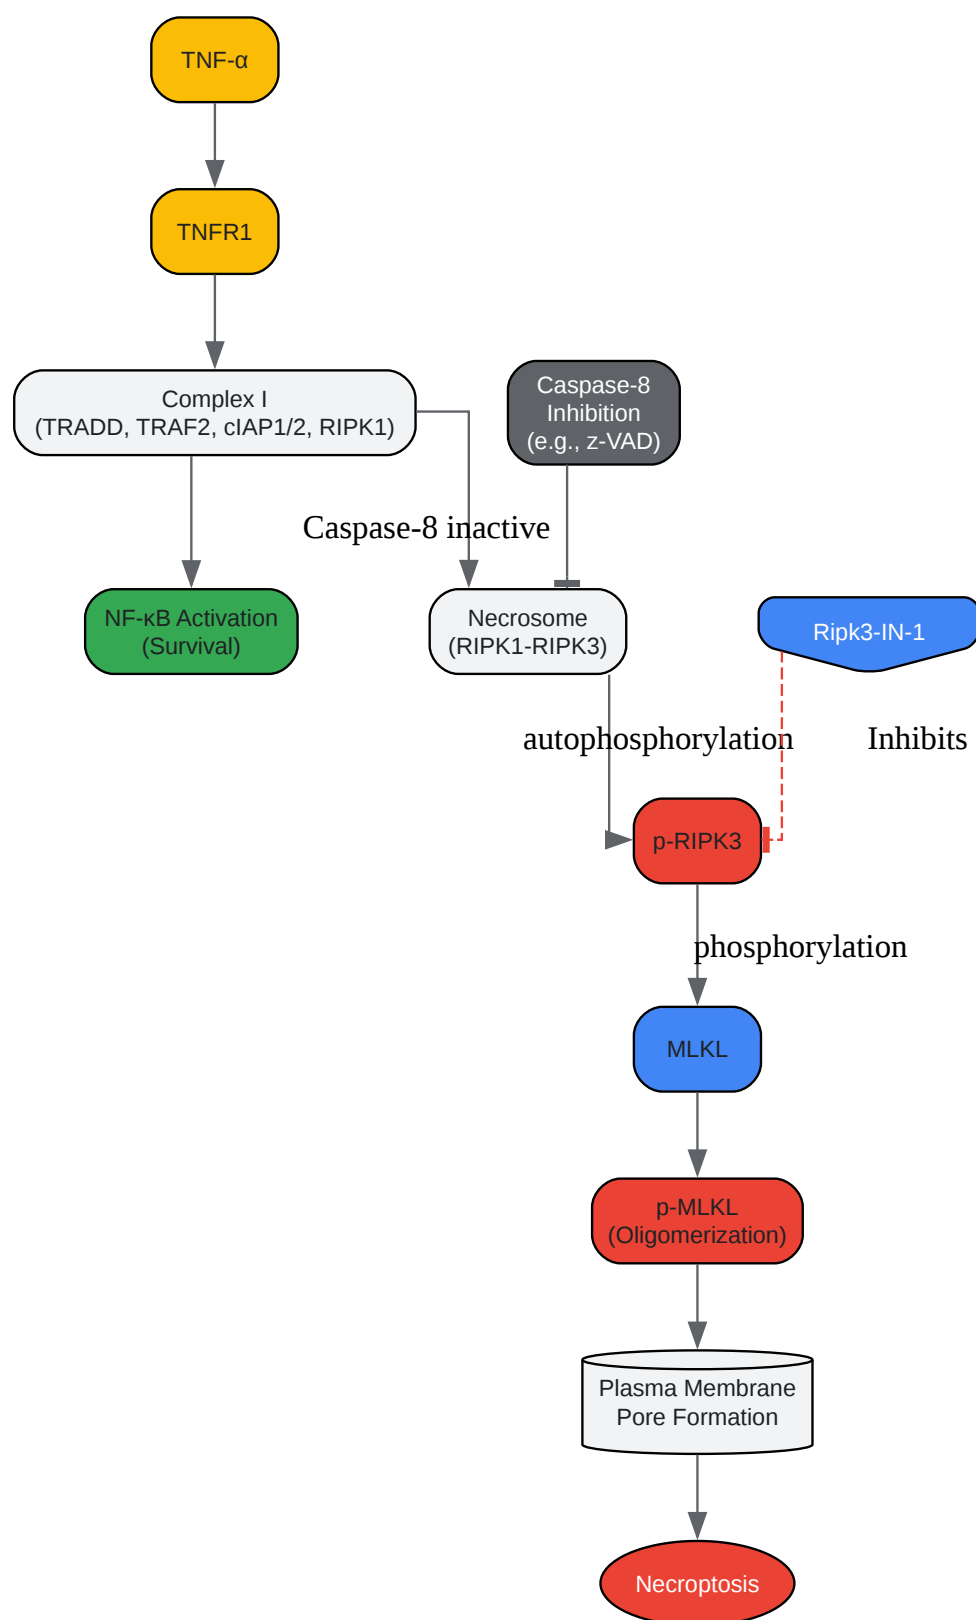 TNF-α
TNFR1
Complex I
(TRADD, TRAF2, cIAP1/2, RIPK1)
Caspase-8
Inhibition
(e.g., z-VAD)
Caspase-8 inactive
NF-κB Activation
(Survival)
Necrosome
(RIPK1-RIPK3)
Ripk3-IN-1
autophosphorylation
Inhibits
p-RIPK3
phosphorylation
MLKL
p-MLKL
(Oligomerization)
Plasma Membrane
Pore Formation
Necroptosis